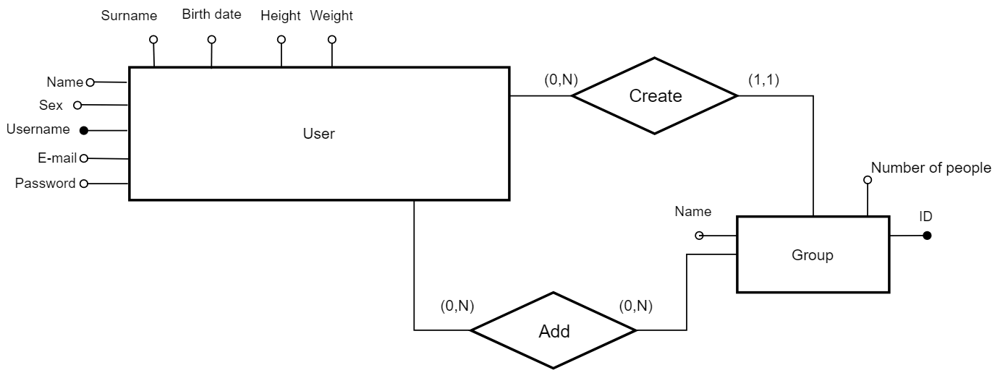 Surname
Birth date
Height
Weight
Name
Sex
Username
E-mail
Password
User
(0,N)
Create
(1,1)
Number of people
Name
ID
Group
(0,N)
Add
(0,N)